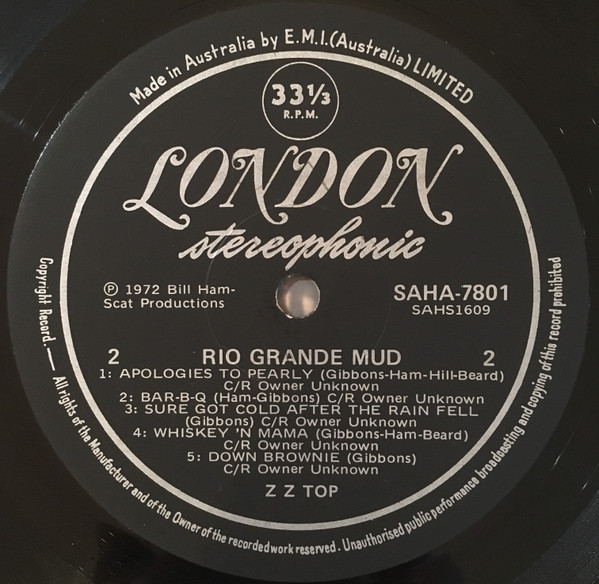 Made in Australia by E.M.I.(Australia) LIMITED
33⅓
R.P.M.
LONDON
stereophonic
℗ 1972 Bill Ham-
Scat Productions
SAHA-7801
SAHS1609
2 RIO GRANDE MUD 2
1: APOLOGIES TO PEARLY (Gibbons-Ham-Hill-Beard)
C/R Owner Unknown
2: BAR-B-Q (Ham-Gibbons) C/R Owner Unknown
3: SURE GOT COLD AFTER THE RAIN FELL
(Gibbons) C/R Owner Unknown
4: WHISKEY 'N MAMA (Gibbons-Ham-Beard)
C/R Owner Unknown
5: DOWN BROWNIE (Gibbons)
C/R Owner Unknown
Z Z TOP
Copyright Record. — All rights of the Manufacturer and of the Owner of the recorded work reserved. Unauthorised public performance broadcasting and copying of this record prohibited